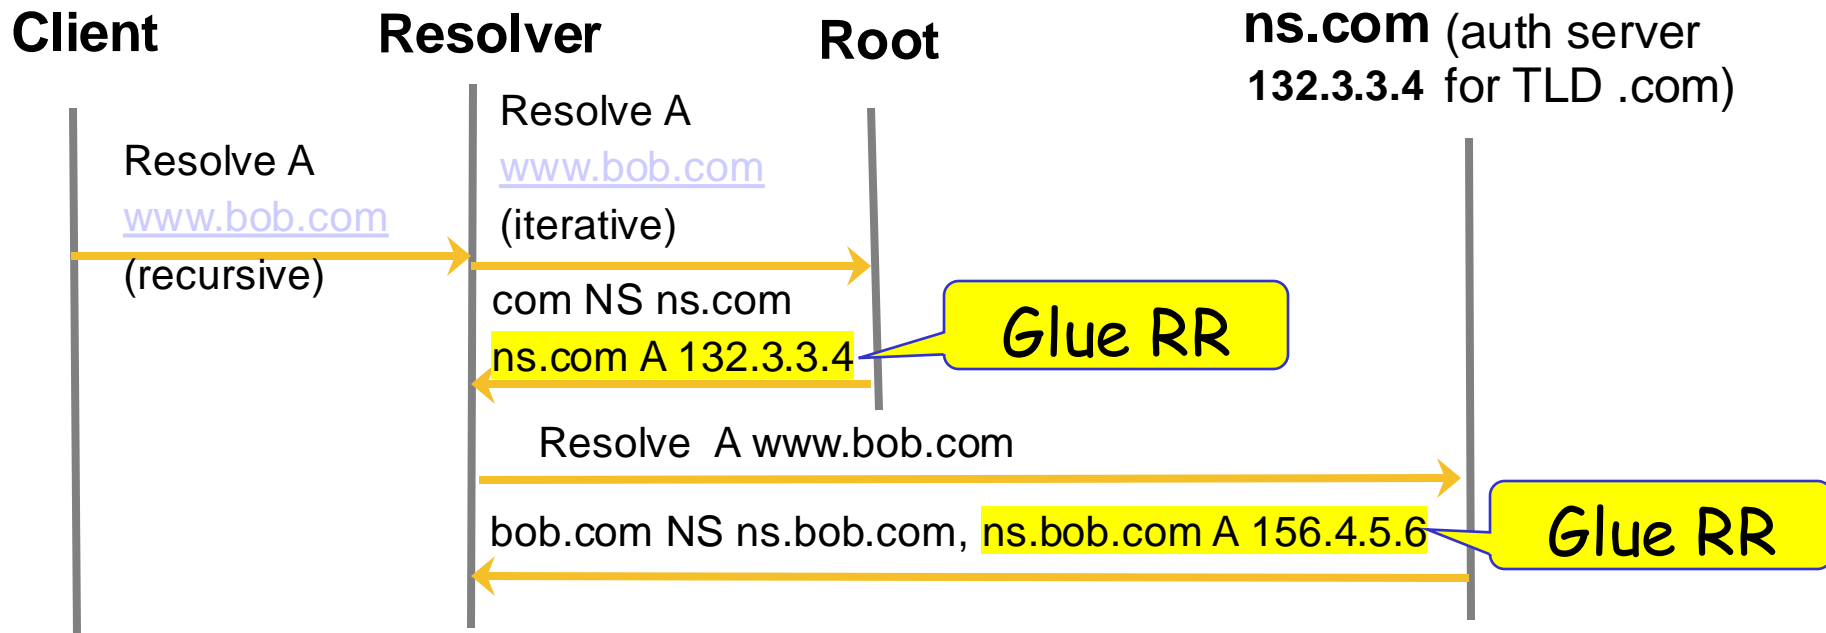 Client
Resolver
Root
ns.com (auth server
132.3.3.4 for TLD .com)
Resolve A
www.bob.com
(recursive)
Resolve A
www.bob.com
(iterative)
com NS ns.com
ns.com A 132.3.3.4
Glue RR
Resolve A www.bob.com
bob.com NS ns.bob.com, ns.bob.com A 156.4.5.6
Glue RR